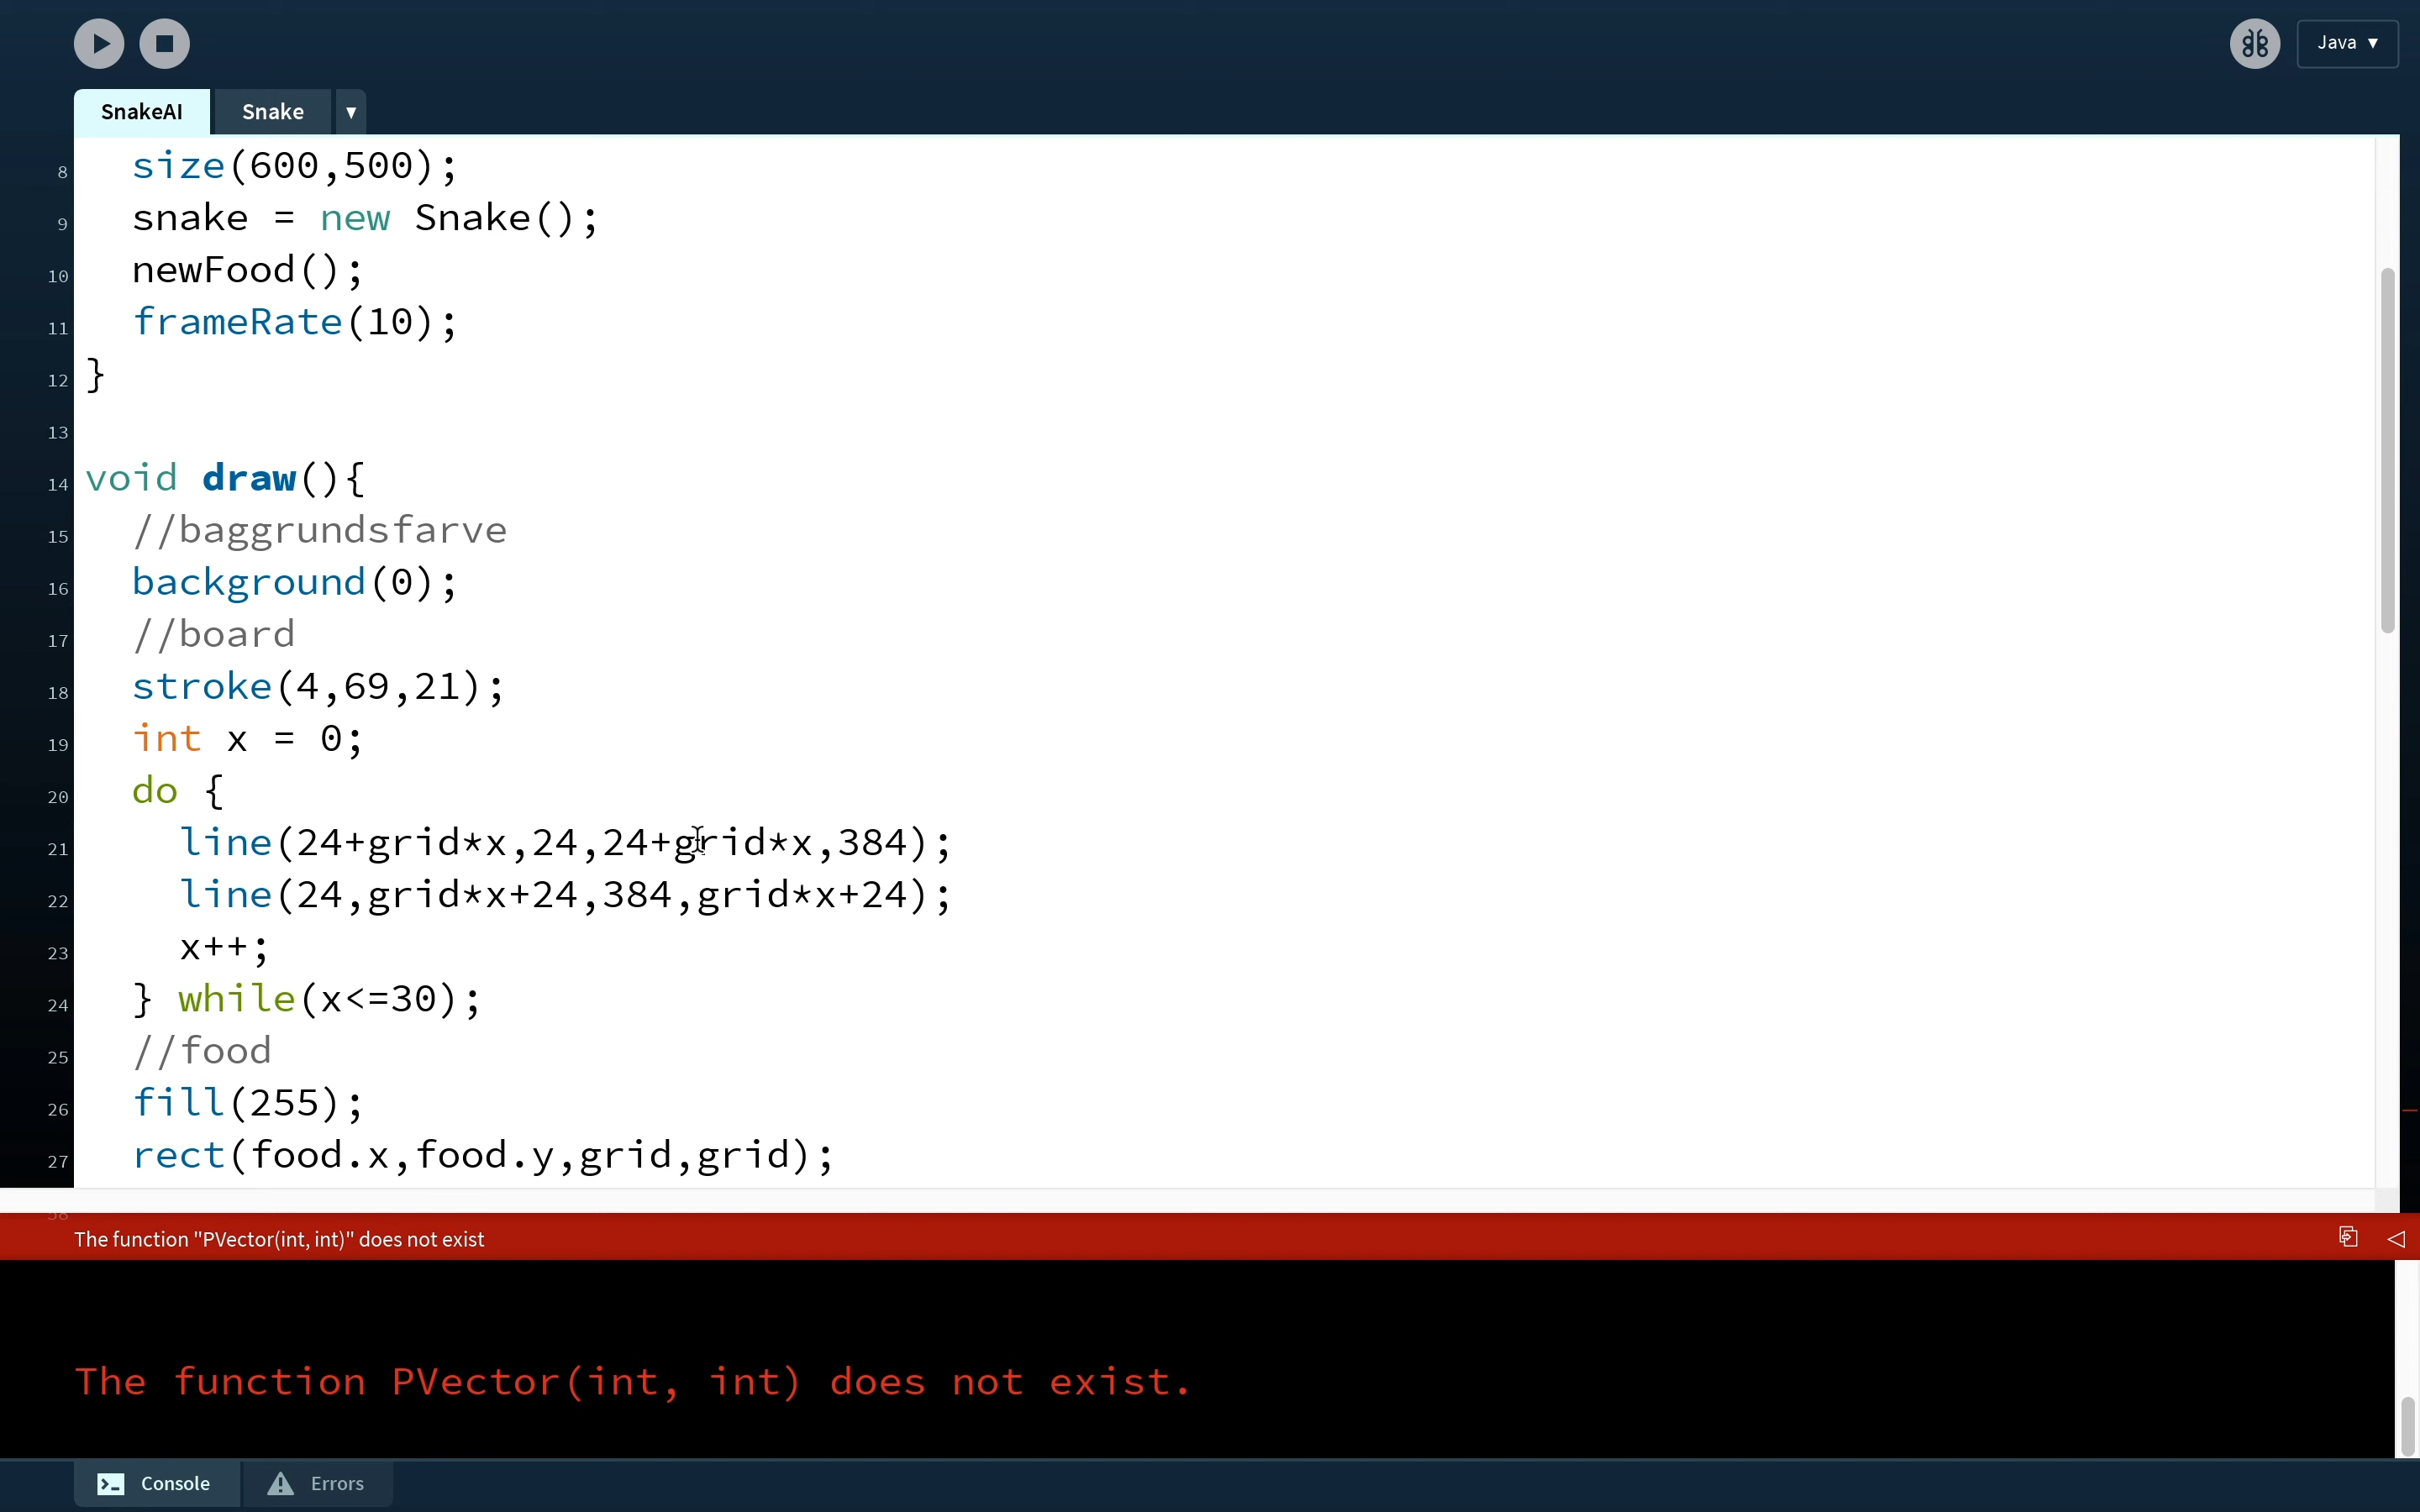 Java ▼
SnakeAI Snake ▼
8 size(600,500);
9 snake = new Snake();
10 newFood();
11 frameRate(10);
12 }
13
14 void draw(){
15 //baggrundsfarve
16 background(0);
17 //board
18 stroke(4,69,21);
19 int x = 0;
20 do {
21 line(24+grid*x,24,24+grid*x,384);
22 line(24,grid*x+24,384,grid*x+24);
23 x++;
24 } while(x<=30);
25 //food
26 fill(255);
27 rect(food.x,food.y,grid,grid);
The function "PVector(int, int)" does not exist
The function PVector(int, int) does not exist.
Console Errors